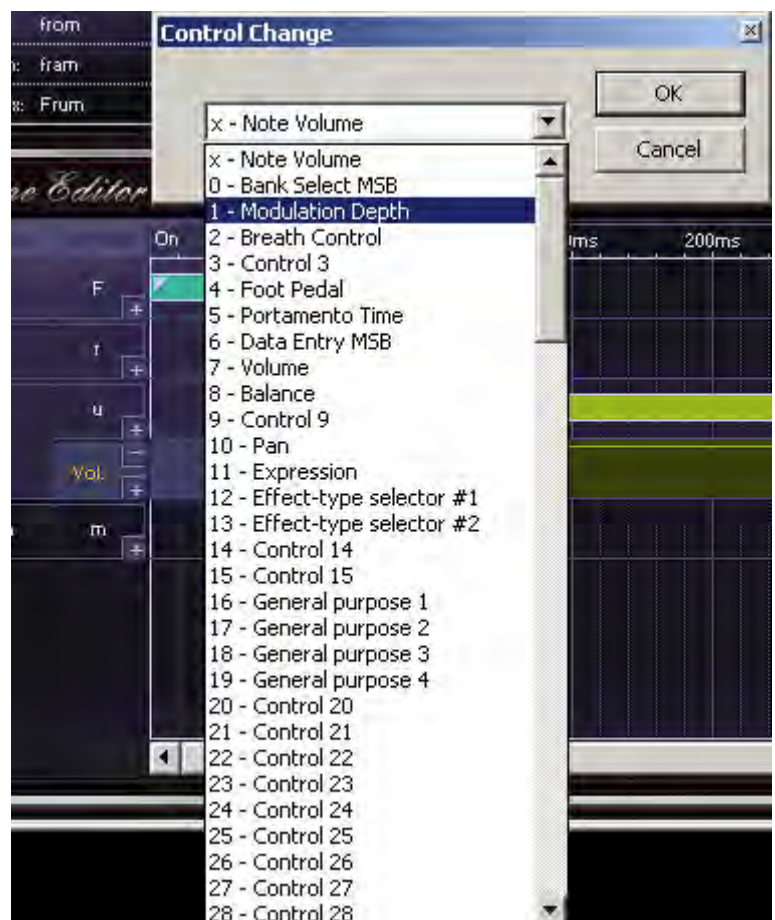 from
fram
s: Frum
Control Change
OK
Cancel
x - Note Volume
x - Note Volume
0 - Bank Select MSB
1 - Modulation Depth
2 - Breath Control
3 - Control 3
4 - Foot Pedal
5 - Portamento Time
6 - Data Entry MSB
7 - Volume
8 - Balance
9 - Control 9
10 - Pan
11 - Expression
12 - Effect-type selector #1
13 - Effect-type selector #2
14 - Control 14
15 - Control 15
16 - General purpose 1
17 - General purpose 2
18 - General purpose 3
19 - General purpose 4
20 - Control 20
21 - Control 21
22 - Control 22
23 - Control 23
24 - Control 24
25 - Control 25
26 - Control 26
27 - Control 27
28 - Control 28
Editor
On
ms
200ms
F
r
u
Vol.
m